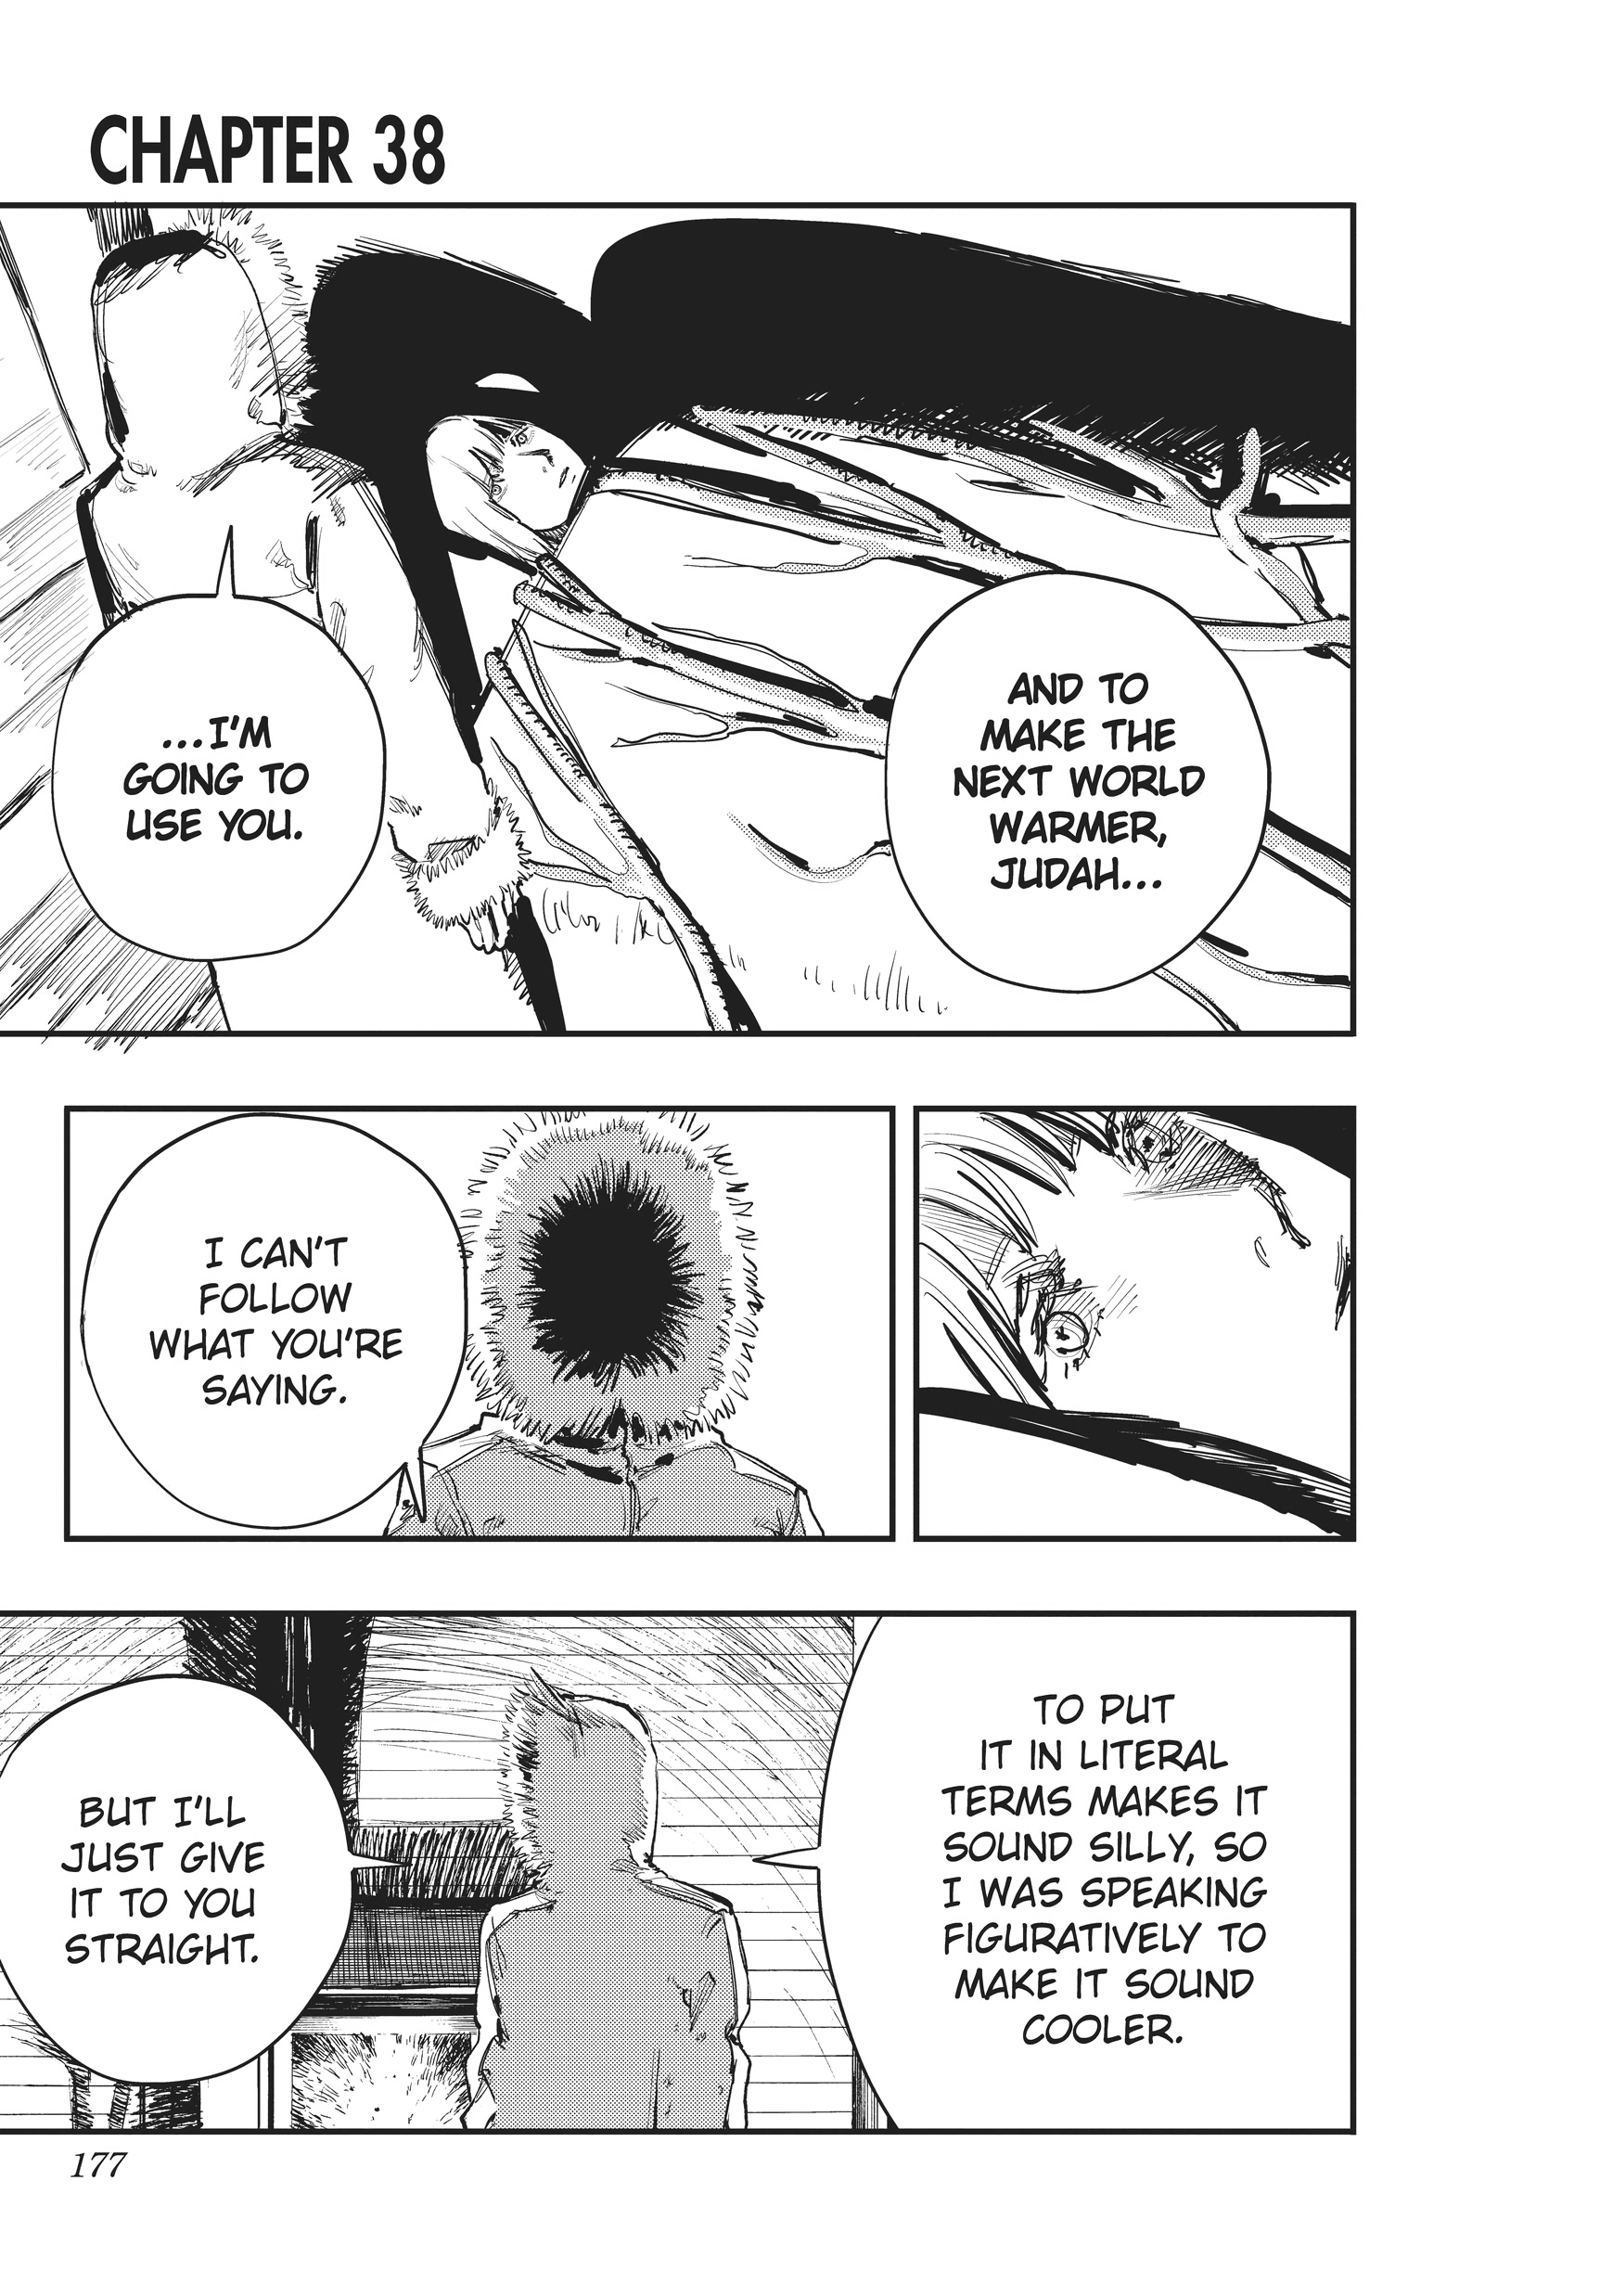 CHAPTER 38
AND TO
MAKE THE
NEXT WORLD
WARMER,
JUDAH...
...I'M
GOING TO
USE YOU.
I CAN'T
FOLLOW
WHAT YOU'RE
SAYING.
TO PUT
IT IN LITERAL
TERMS MAKES IT
SOUND SILLY, SO
I WAS SPEAKING
FIGURATIVELY TO
MAKE IT SOUND
COOLER.
BUT I'LL
JUST GIVE
IT TO YOU
STRAIGHT.
177